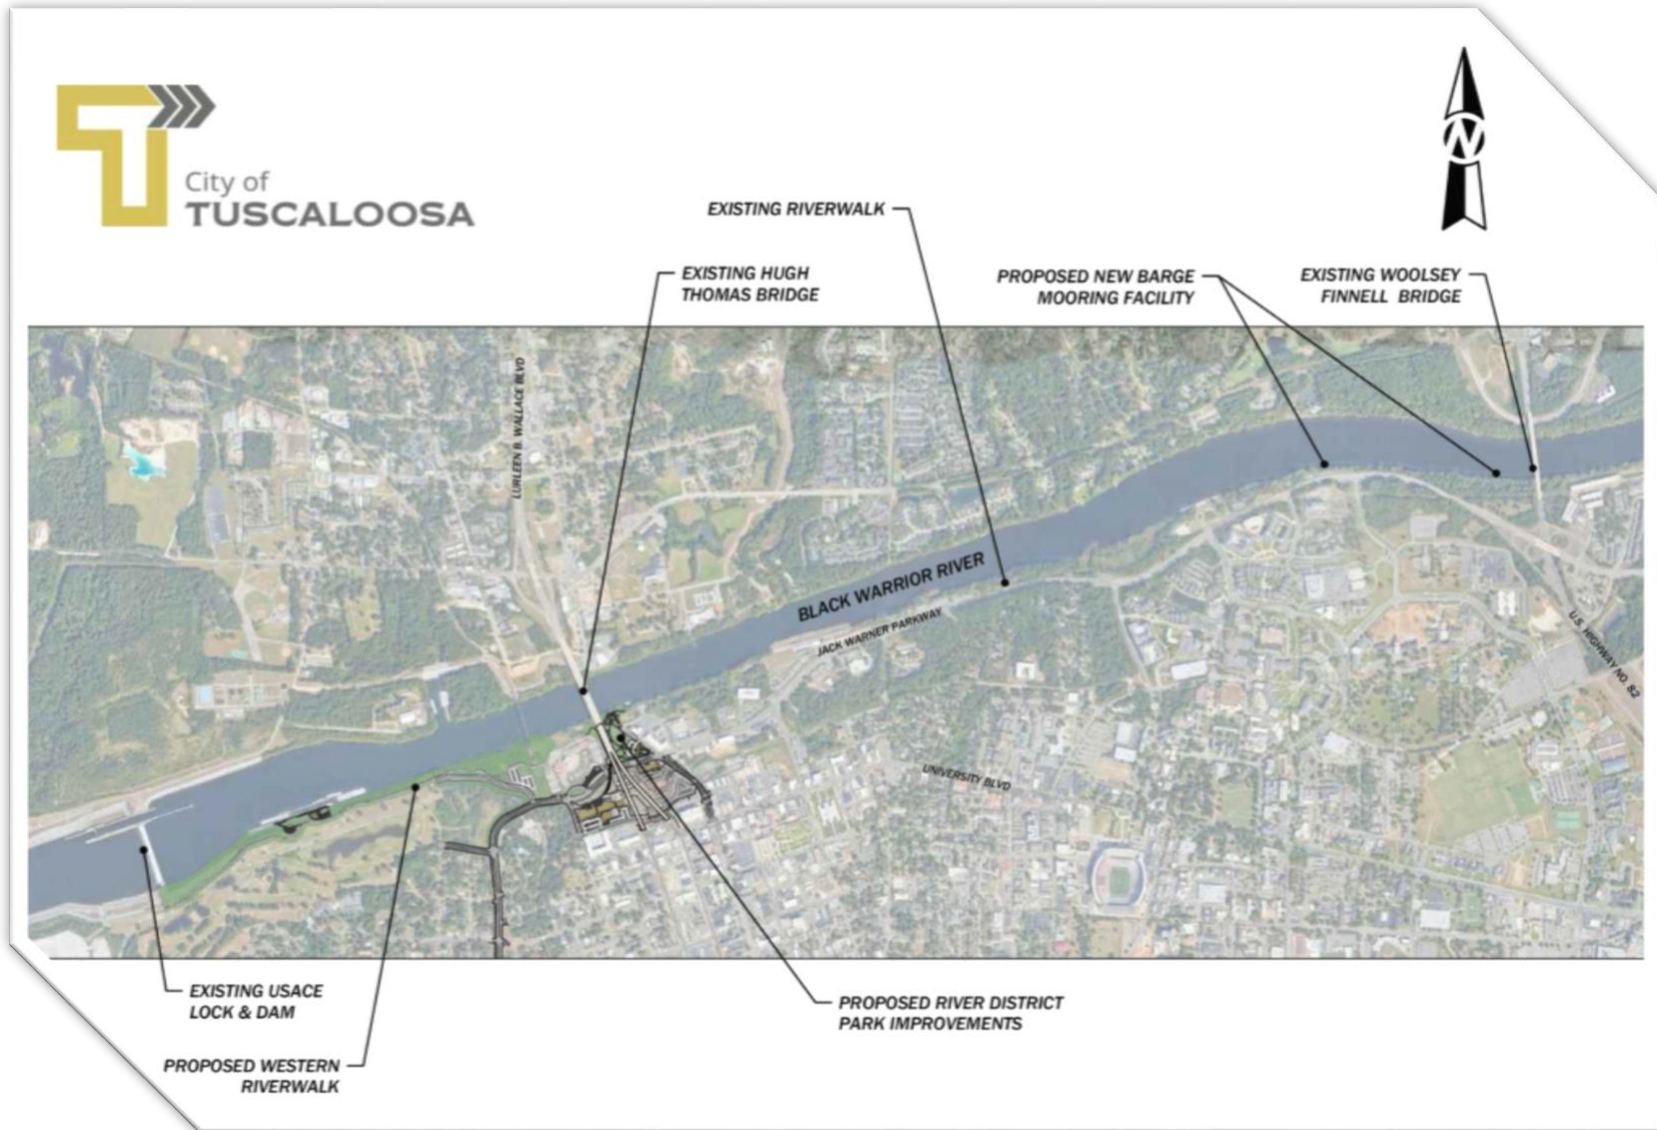 City of
TUSCALOOSA
N
EXISTING RIVERWALK
EXISTING HUGH
THOMAS BRIDGE
PROPOSED NEW BARGE
MOORING FACILITY
EXISTING WOOLSEY
FINNELL BRIDGE
LURLEEN B. WALLACE BLVD
BLACK WARRIOR RIVER
JACK WARNER PARKWAY
U.S. HIGHWAY NO. 82
UNIVERSITY BLVD
EXISTING USACE
LOCK & DAM
PROPOSED RIVER DISTRICT
PARK IMPROVEMENTS
PROPOSED WESTERN
RIVERWALK